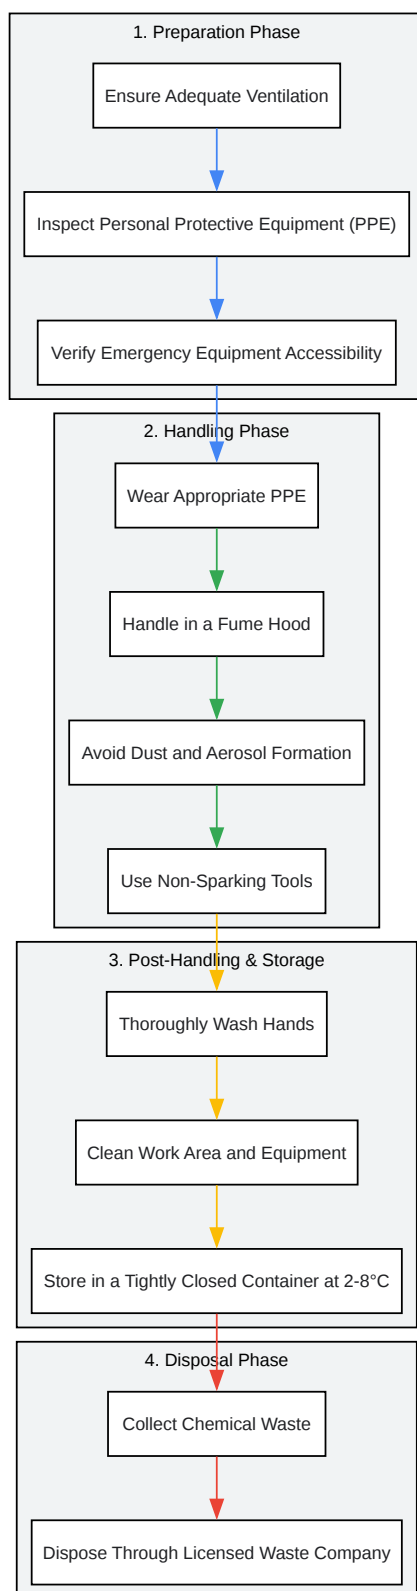 1. Preparation Phase
Ensure Adequate Ventilation
Inspect Personal Protective Equipment (PPE)
Verify Emergency Equipment Accessibility
2. Handling Phase
Wear Appropriate PPE
Handle in a Fume Hood
Avoid Dust and Aerosol Formation
Use Non-Sparking Tools
3. Post-Handling & Storage
Thoroughly Wash Hands
Clean Work Area and Equipment
Store in a Tightly Closed Container at 2-8°C
4. Disposal Phase
Collect Chemical Waste
Dispose Through Licensed Waste Company